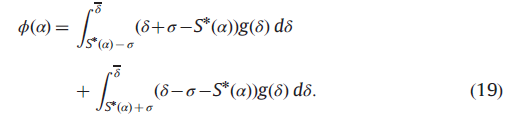 ϕ(α) = ∫_{S*(α)−σ}^{δ̄} (δ+σ−S*(α))g(δ) dδ
+ ∫_{S*(α)+σ}^{δ̄} (δ−σ−S*(α))g(δ) dδ. (19)